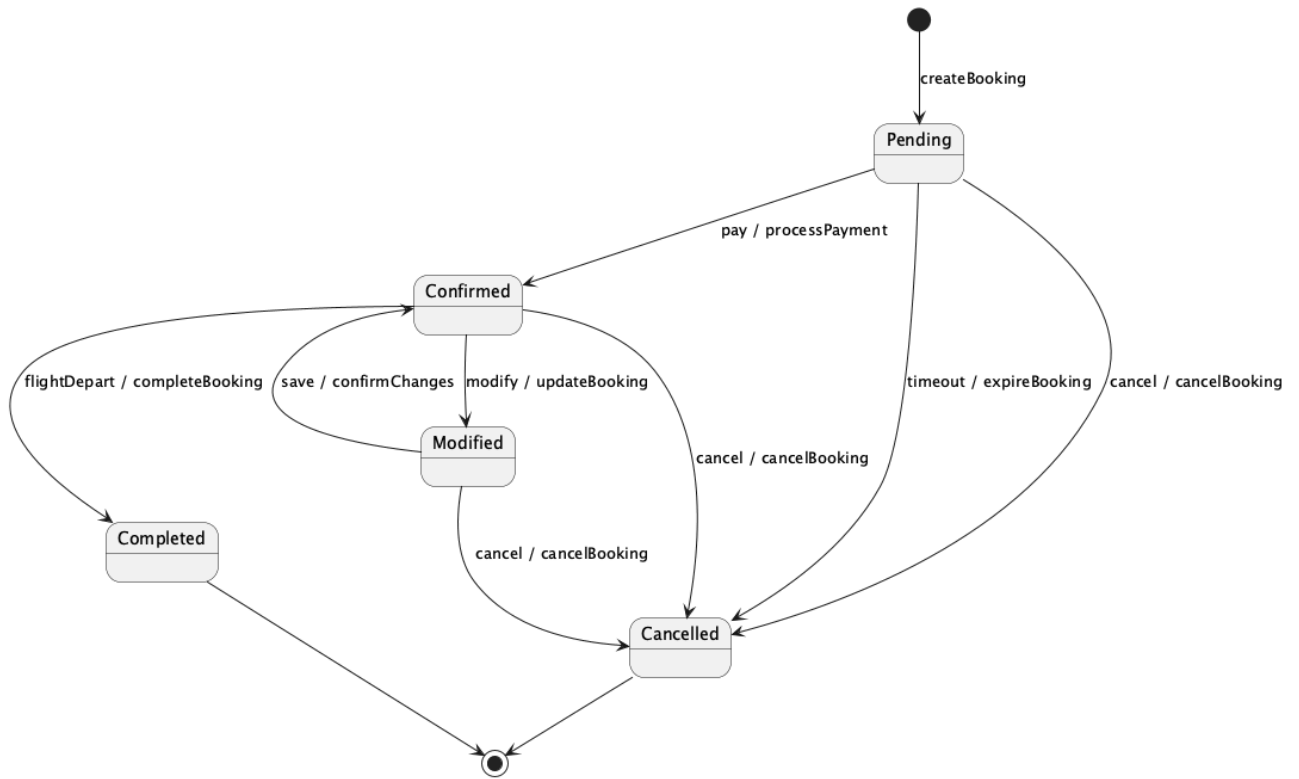 createBooking
Pending
pay / processPayment
Confirmed
flightDepart / completeBooking
save / confirmChanges
modify / updateBooking
timeout / expireBooking
cancel / cancelBooking
Modified
cancel / cancelBooking
Completed
cancel / cancelBooking
Cancelled